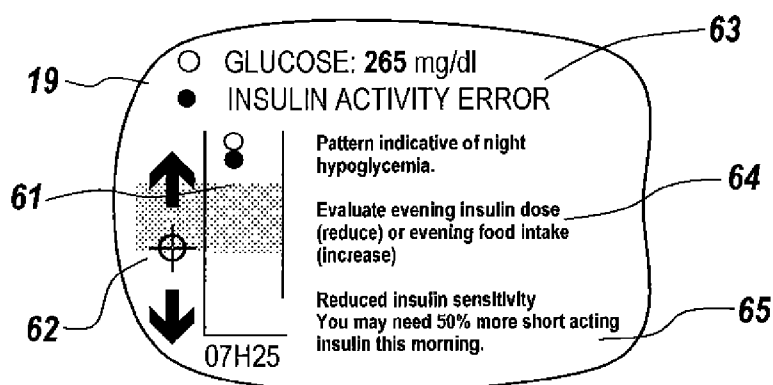 63
19
GLUCOSE: 265 mg/dl
INSULIN ACTIVITY ERROR
Pattern indicative of night
hypoglycemia.
61
64
Evaluate evening insulin dose
(reduce) or evening food intake
(increase)
62
Reduced insulin sensitivity
You may need 50% more short acting
insulin this morning.
65
07H25